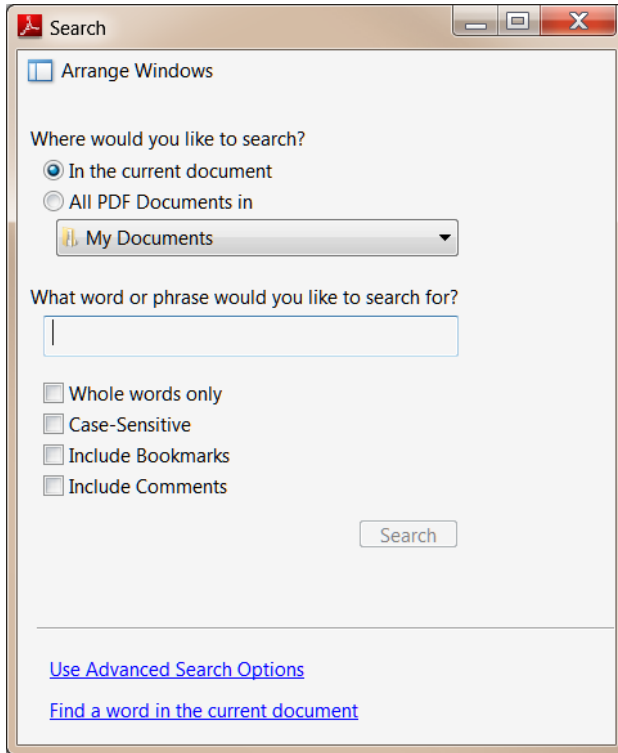 Search
Arrange Windows
Where would you like to search?
In the current document
All PDF Documents in
My Documents
What word or phrase would you like to search for?
Whole words only
Case-Sensitive
Include Bookmarks
Include Comments
Search
Use Advanced Search Options
Find a word in the current document